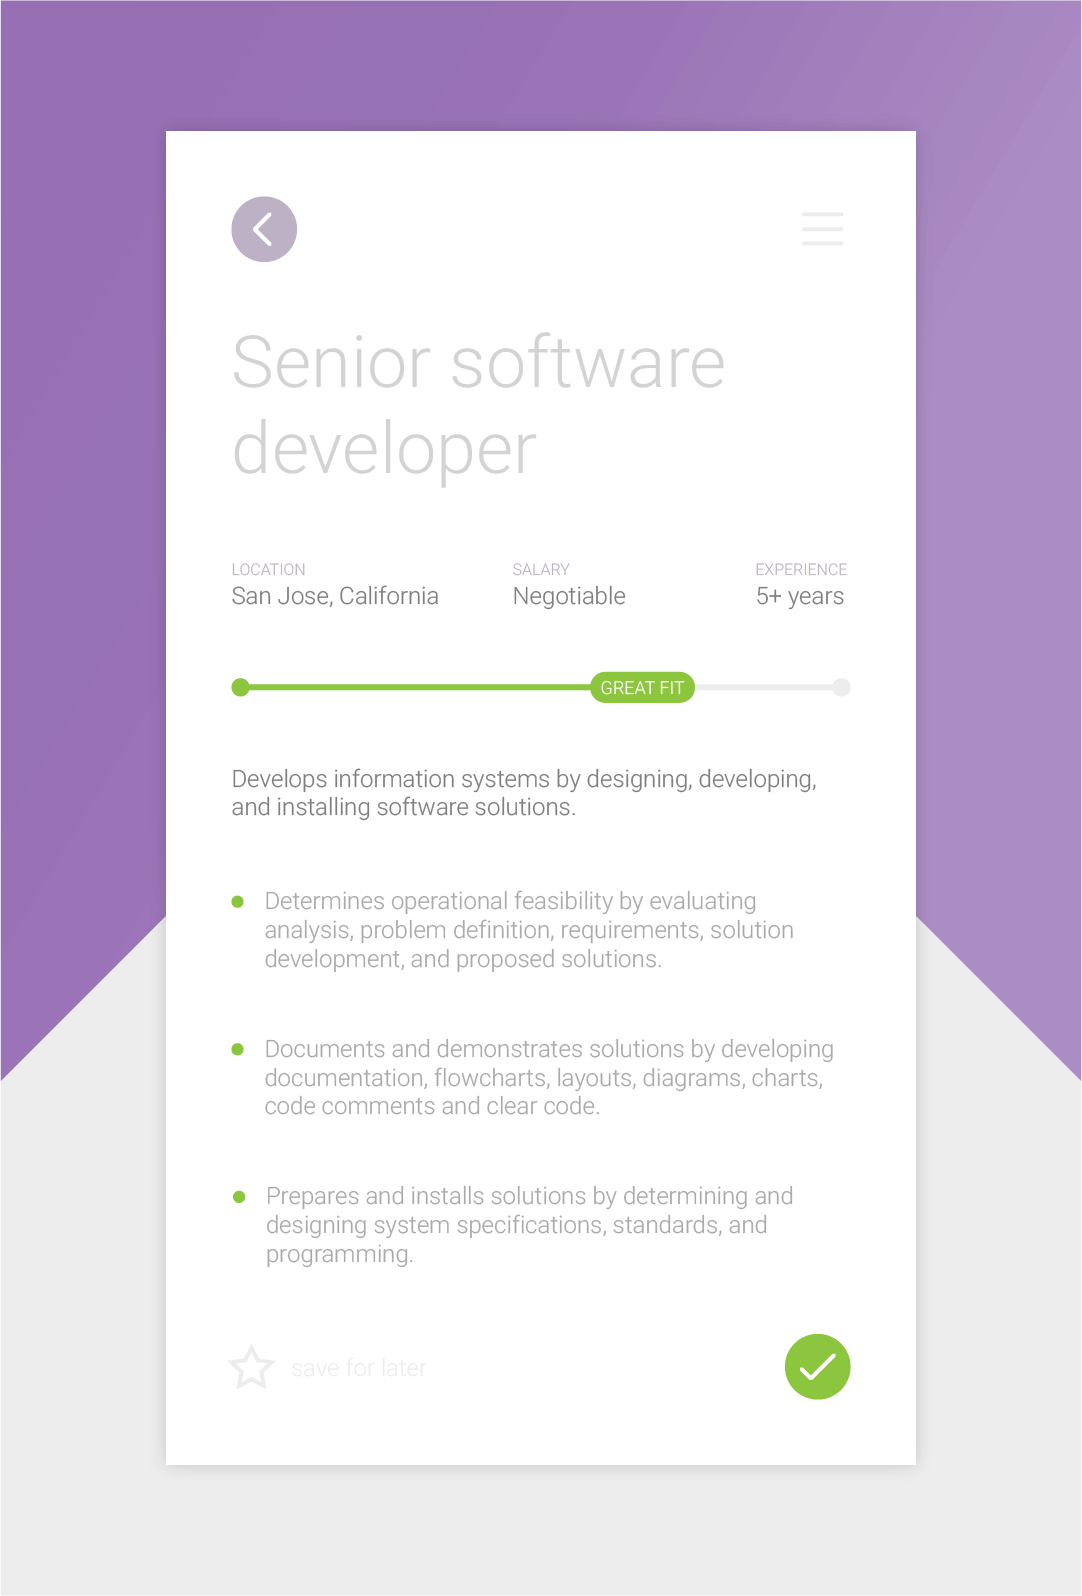 Senior software
developer
LOCATION
San Jose, California
SALARY
Negotiable
EXPERIENCE
5+ years
GREAT FIT
Develops information systems by designing, developing,
and installing software solutions.
Determines operational feasibility by evaluating
analysis, problem definition, requirements, solution
development, and proposed solutions.
Documents and demonstrates solutions by developing
documentation, flowcharts, layouts, diagrams, charts,
code comments and clear code.
Prepares and installs solutions by determining and
designing system specifications, standards, and
programming.
save for later